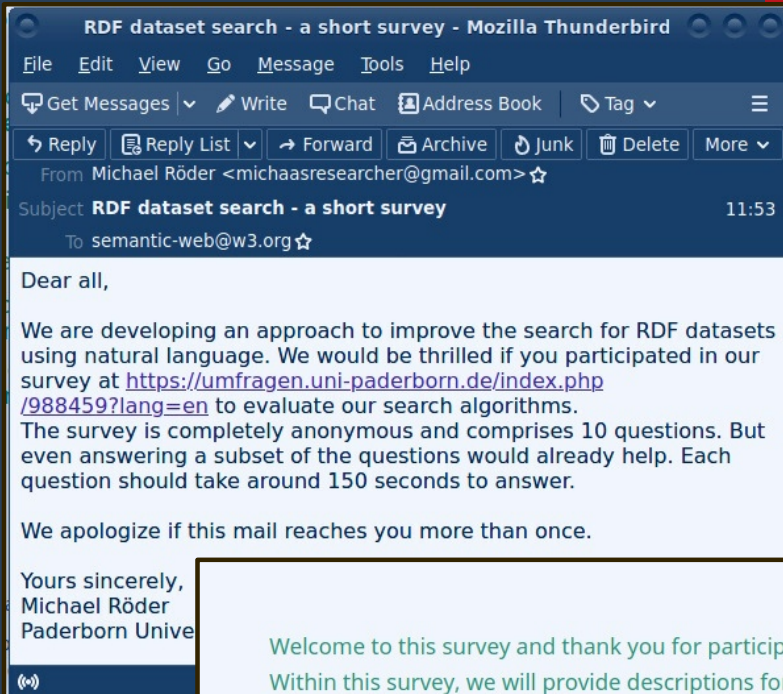 RDF dataset search - a short survey - Mozilla Thunderbird
File Edit View Go Message Tools Help
Get Messages Write Chat Address Book Tag
Reply Reply List Forward Archive Junk Delete More
From Michael Röder <michaasresearcher@gmail.com>
Subject RDF dataset search - a short survey 11:53
To semantic-web@w3.org
Dear all,
We are developing an approach to improve the search for RDF datasets
using natural language. We would be thrilled if you participated in our
survey at https://umfragen.uni-paderborn.de/index.php
/988459?lang=en to evaluate our search algorithms.
The survey is completely anonymous and comprises 10 questions. But
even answering a subset of the questions would already help. Each
question should take around 150 seconds to answer.
We apologize if this mail reaches you more than once.
Yours sincerely,
Michael Röder
Paderborn Unive
Welcome to this survey and thank you for particip
Within this survey, we will provide descriptions fo